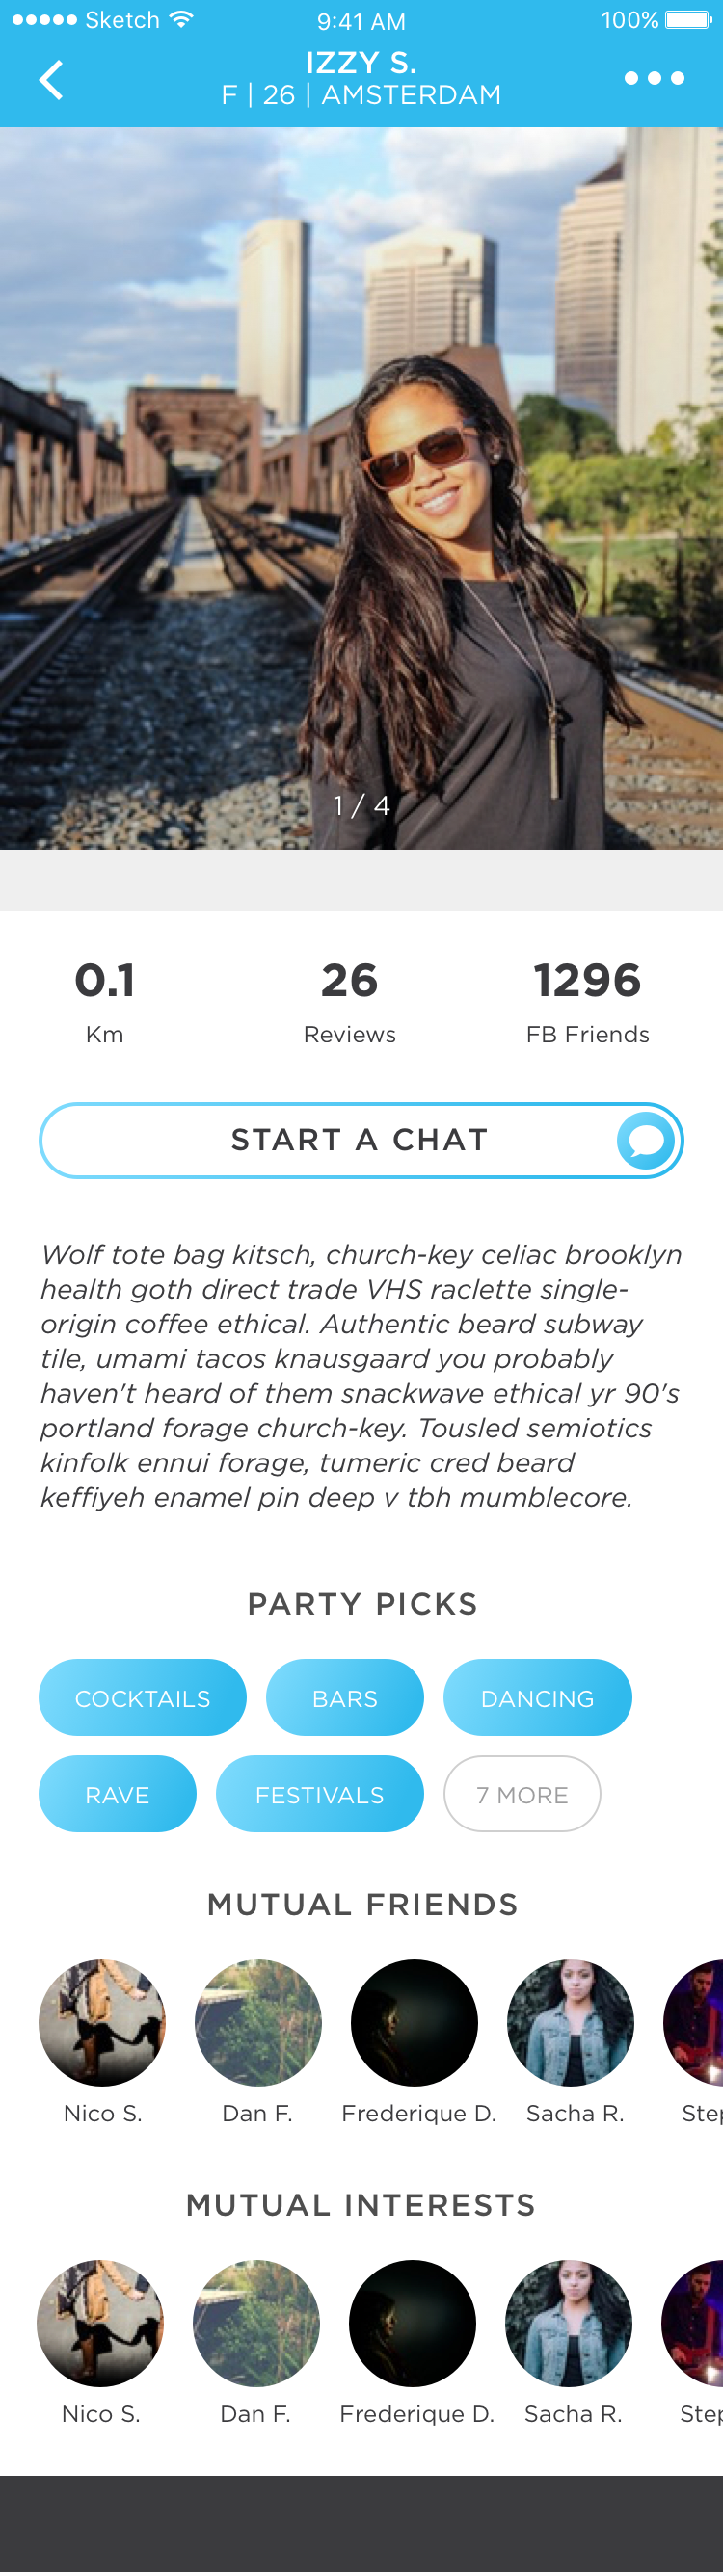 Sketch
9:41 AM
100%
IZZY S.
F | 26 | AMSTERDAM
1 / 4
0.1
26
1296
Km
Reviews
FB Friends
START A CHAT
Wolf tote bag kitsch, church-key celiac brooklyn
health goth direct trade VHS raclette single-
origin coffee ethical. Authentic beard subway
tile, umami tacos knausgaard you probably
haven't heard of them snackwave ethical yr 90's
portland forage church-key. Tousled semiotics
kinfolk ennui forage, tumeric cred beard
keffiyeh enamel pin deep v tbh mumblecore.
PARTY PICKS
COCKTAILS
BARS
DANCING
RAVE
FESTIVALS
7 MORE
MUTUAL FRIENDS
Nico S.
Dan F.
Frederique D.
Sacha R.
MUTUAL INTERESTS
Nico S.
Dan F.
Frederique D.
Sacha R.